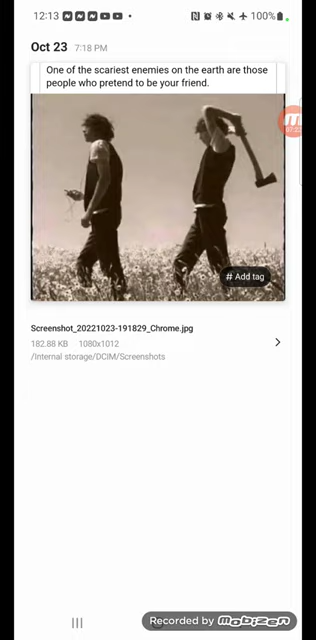 12:13 100%
Oct 23 7:18 PM
One of the scariest enemies on the earth are those
people who pretend to be your friend.
# Add tag
Screenshot_20221023-191829_Chrome.jpg
182.88 KB 1080x1012
/Internal storage/DCIM/Screenshots
Recorded by Mobizen